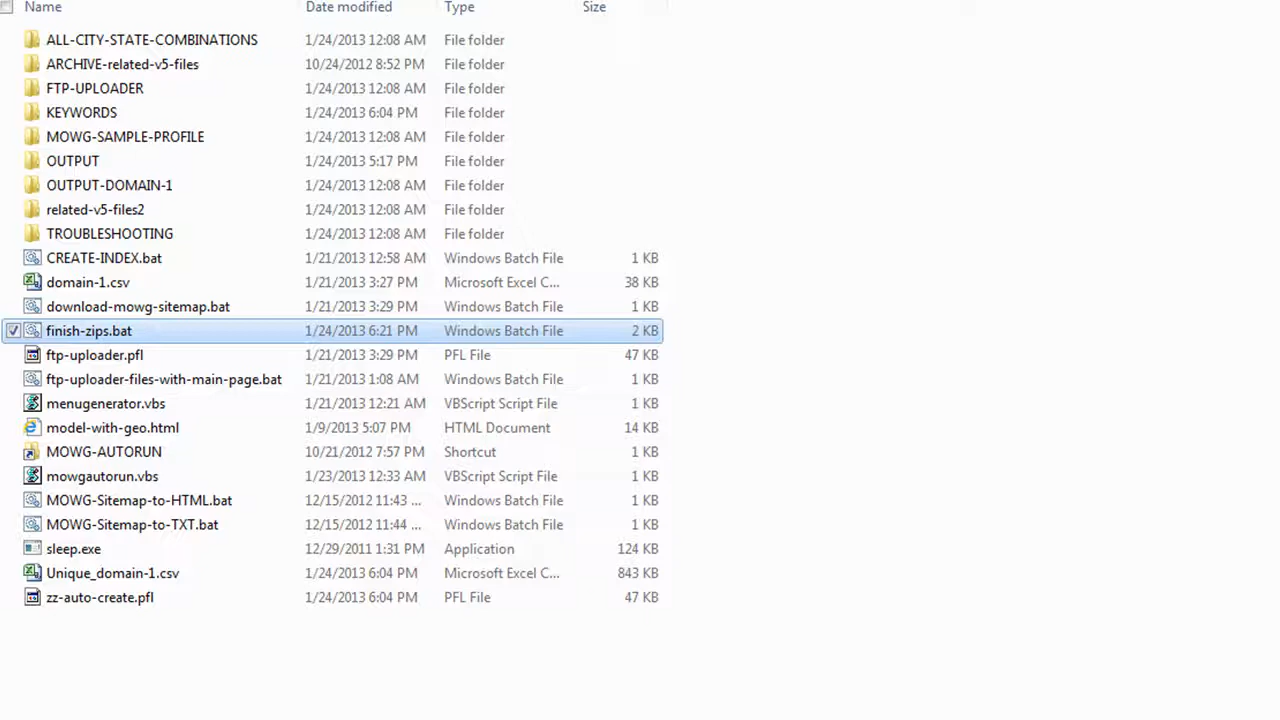 Name Date modified Type Size
ALL-CITY-STATE-COMBINATIONS 1/24/2013 12:08 AM File folder
ARCHIVE-related-v5-files 10/24/2012 8:52 PM File folder
FTP-UPLOADER 1/24/2013 12:08 AM File folder
KEYWORDS 1/24/2013 6:04 PM File folder
MOWG-SAMPLE-PROFILE 1/24/2013 12:08 AM File folder
OUTPUT 1/24/2013 5:17 PM File folder
OUTPUT-DOMAIN-1 1/24/2013 12:08 AM File folder
related-v5-files2 1/24/2013 12:08 AM File folder
TROUBLESHOOTING 1/24/2013 12:08 AM File folder
CREATE-INDEX.bat 1/21/2013 12:58 AM Windows Batch File 1 KB
domain-1.csv 1/21/2013 3:27 PM Microsoft Excel C... 38 KB
download-mowg-sitemap.bat 1/21/2013 3:29 PM Windows Batch File 1 KB
finish-zips.bat 1/24/2013 6:21 PM Windows Batch File 2 KB
ftp-uploader.pfl 1/21/2013 3:29 PM PFL File 47 KB
ftp-uploader-files-with-main-page.bat 1/21/2013 1:08 AM Windows Batch File 1 KB
menugenerator.vbs 1/21/2013 12:21 AM VBScript Script File 1 KB
model-with-geo.html 1/9/2013 5:07 PM HTML Document 14 KB
MOWG-AUTORUN 10/21/2012 7:57 PM Shortcut 1 KB
mowgautorun.vbs 1/23/2013 12:33 AM VBScript Script File 1 KB
MOWG-Sitemap-to-HTML.bat 12/15/2012 11:43 ... Windows Batch File 1 KB
MOWG-Sitemap-to-TXT.bat 12/15/2012 11:44 ... Windows Batch File 1 KB
sleep.exe 12/29/2011 1:31 PM Application 124 KB
Unique_domain-1.csv 1/24/2013 6:04 PM Microsoft Excel C... 843 KB
zz-auto-create.pfl 1/24/2013 6:04 PM PFL File 47 KB